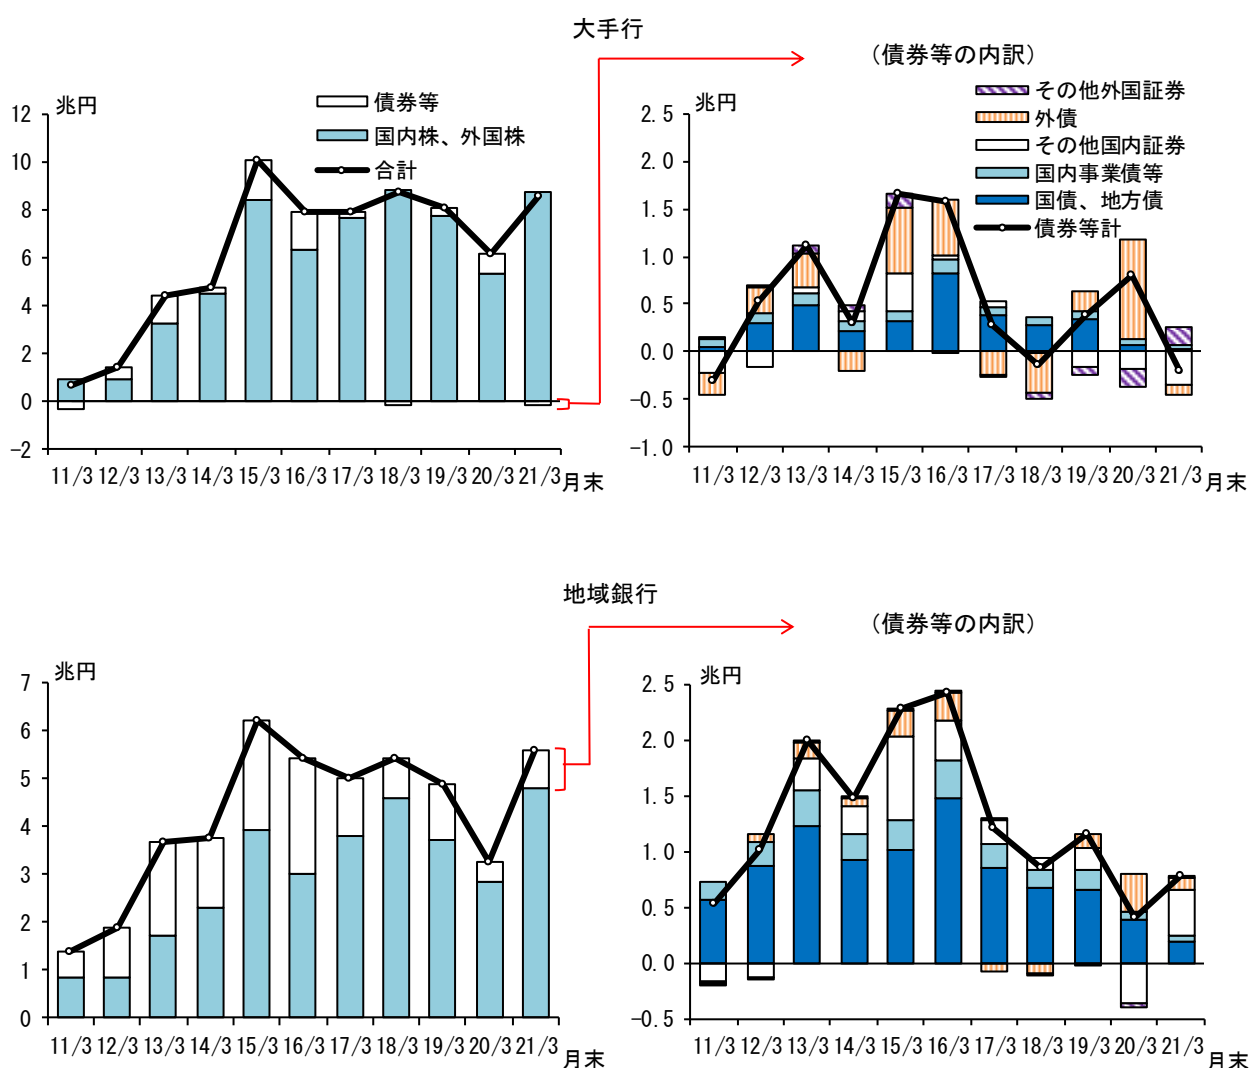 大手行
（債券等の内訳）
兆円
債券等
国内株、外国株
合計
12
10
8
6
4
2
0
−2
11/3 12/3 13/3 14/3 15/3 16/3 17/3 18/3 19/3 20/3 21/3
月末
兆円
その他外国証券
外債
その他国内証券
国内事業債等
国債、地方債
債券等計
2.5
2.0
1.5
1.0
0.5
0.0
−0.5
−1.0
11/3 12/3 13/3 14/3 15/3 16/3 17/3 18/3 19/3 20/3 21/3
月末
地域銀行
（債券等の内訳）
兆円
7
6
5
4
3
2
1
0
11/3 12/3 13/3 14/3 15/3 16/3 17/3 18/3 19/3 20/3 21/3
月末
兆円
2.5
2.0
1.5
1.0
0.5
0.0
−0.5
11/3 12/3 13/3 14/3 15/3 16/3 17/3 18/3 19/3 20/3 21/3
月末